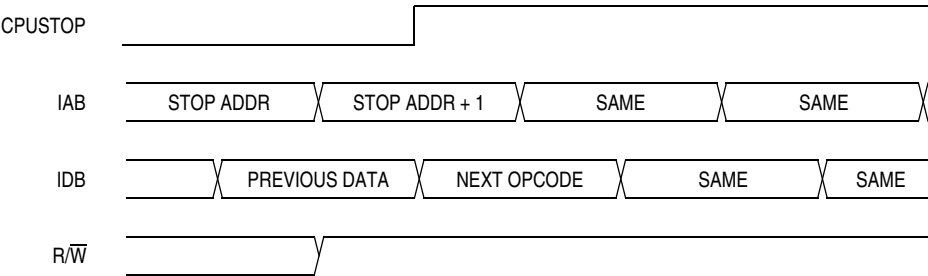 CPUSTOP
IAB STOP ADDR STOP ADDR + 1 SAME SAME
IDB PREVIOUS DATA NEXT OPCODE SAME SAME
R/W̅